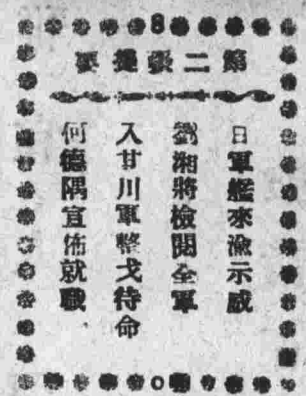 第二張提要
日軍艦來漁示威
劉湘將檢閱全軍
入甘川軍整戈待命
何德隅宣佈就職